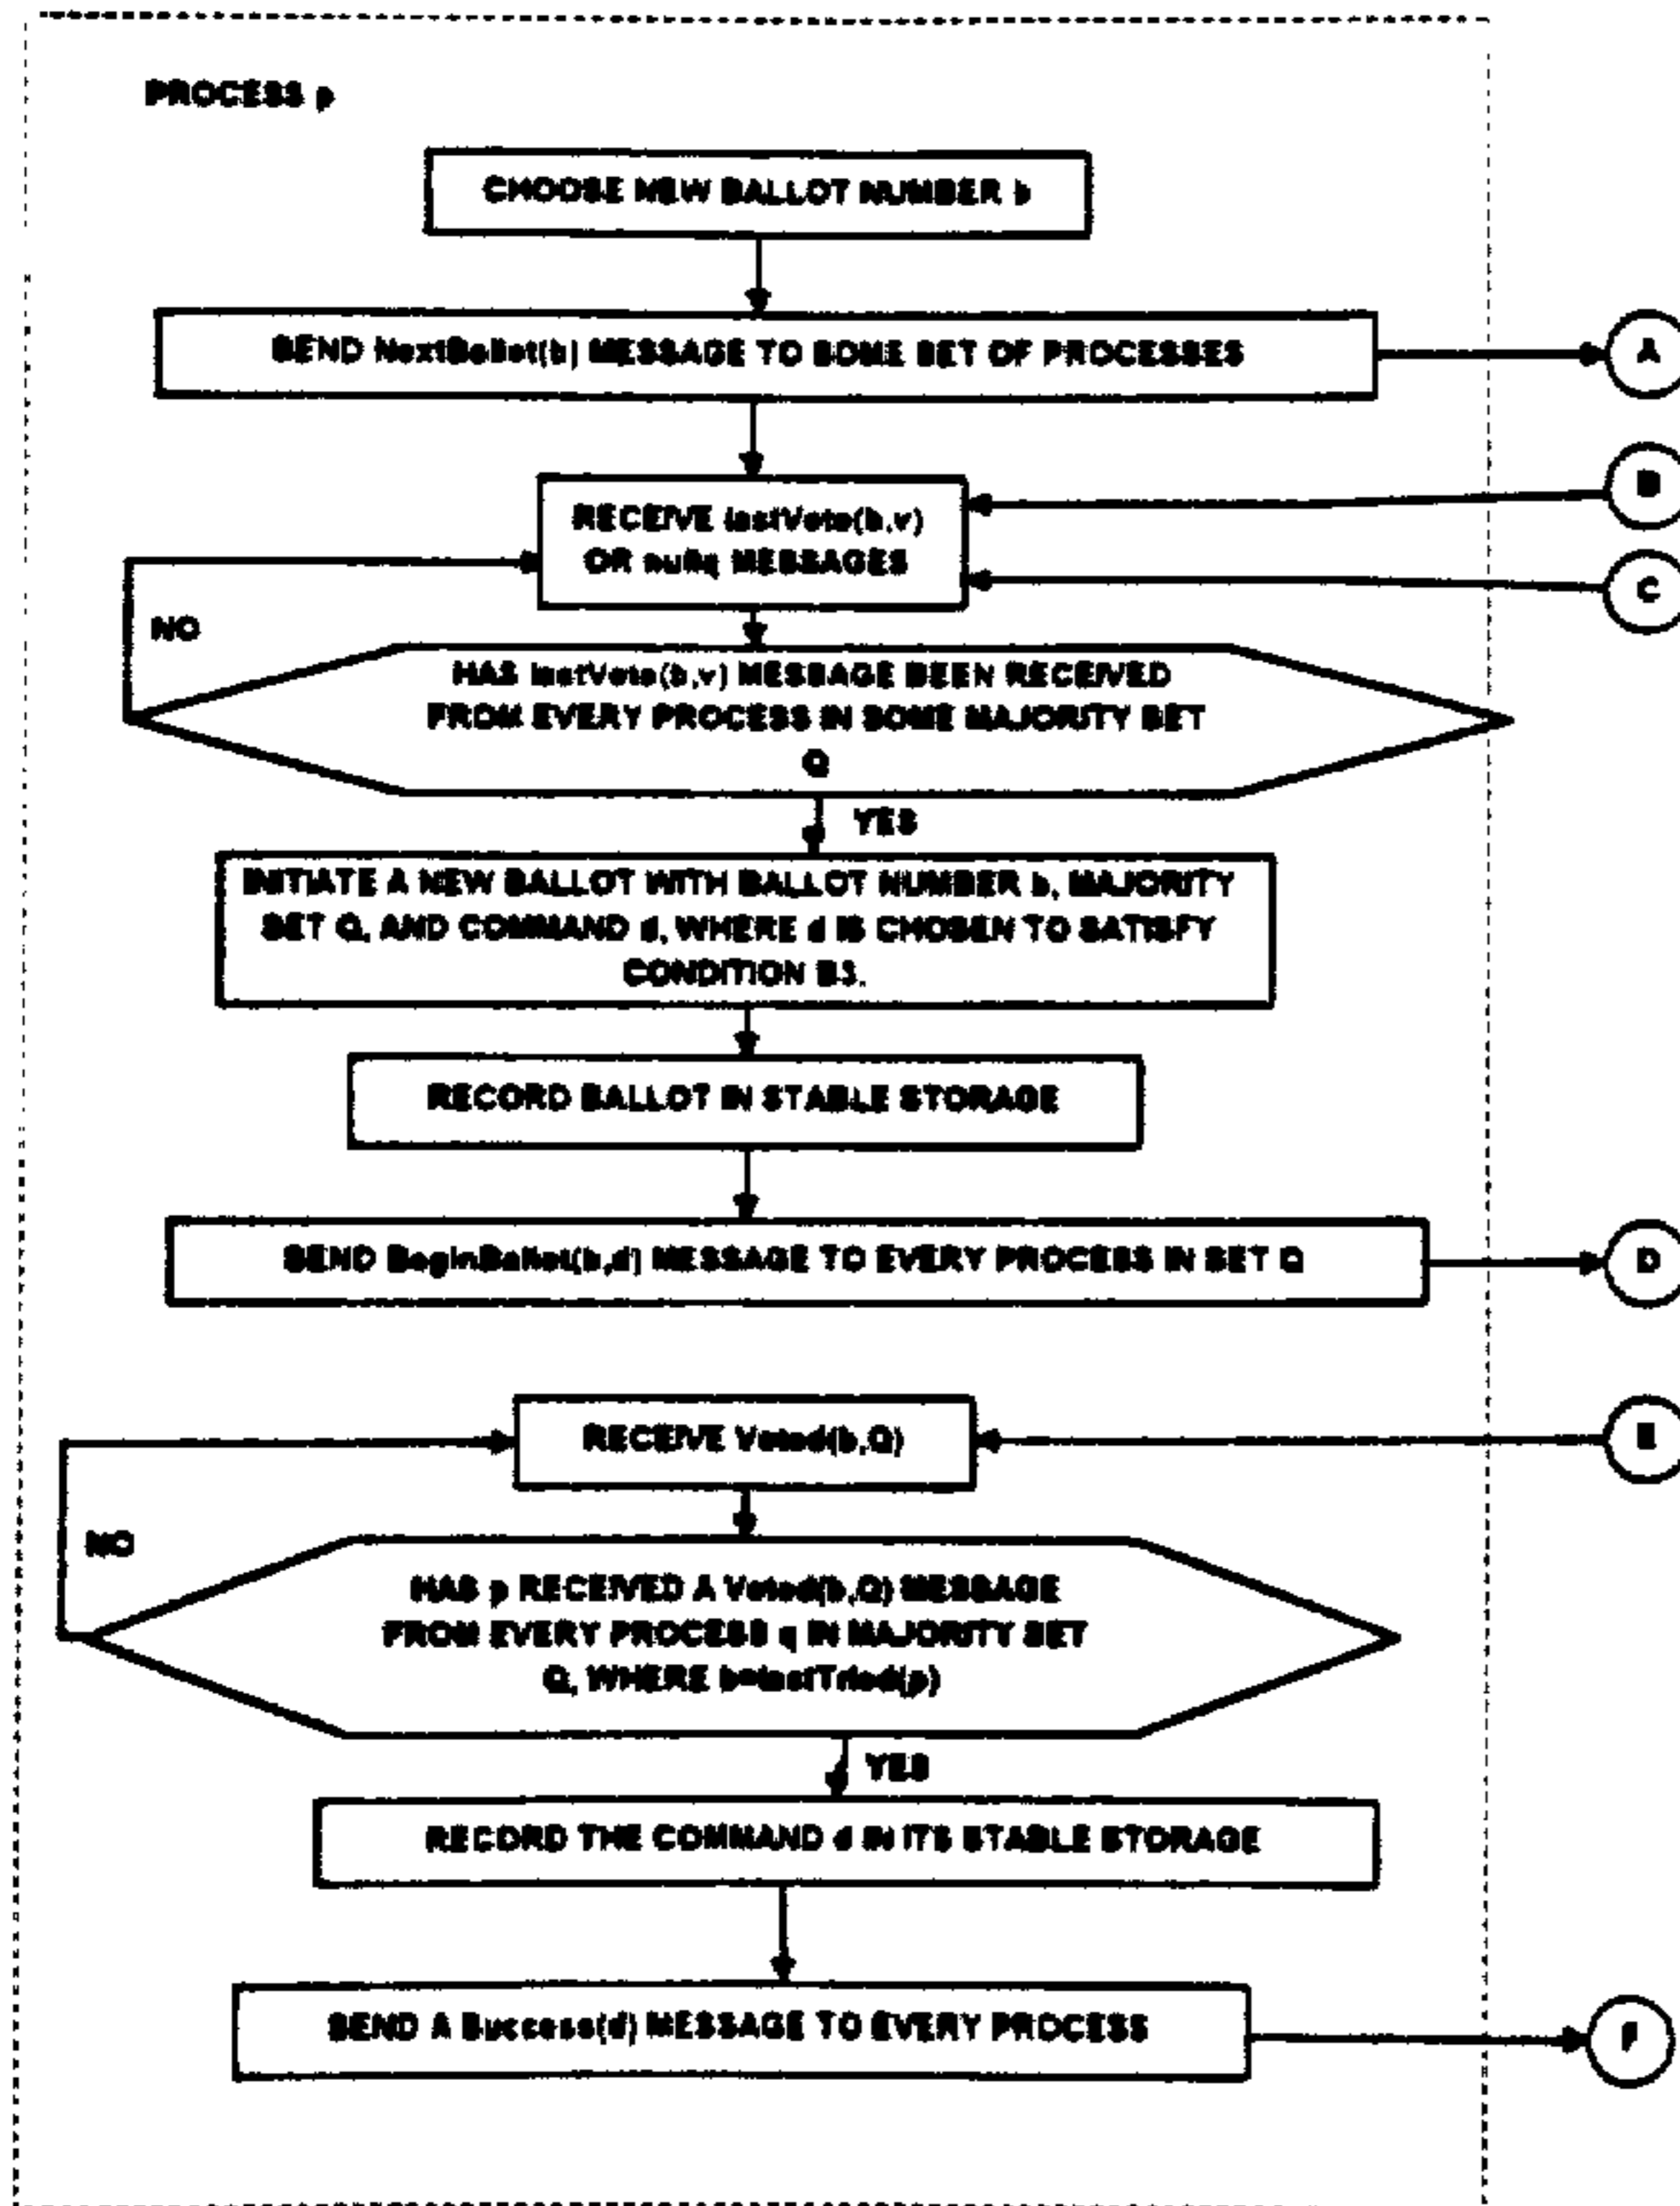 PROCESS p
CHOOSE NEW BALLOT NUMBER b
SEND NextBallot(b) MESSAGE TO SOME SET OF PROCESSES
A
B
RECEIVE lastVote(b,v)
OR nullq MESSAGES
C
NO
HAS lastVote(b,v) MESSAGE BEEN RECEIVED
FROM EVERY PROCESS IN SOME MAJORITY SET
Q
YES
INITIATE A NEW BALLOT WITH BALLOT NUMBER b, MAJORITY
SET Q, AND COMMAND d, WHERE d IS CHOSEN TO SATISFY
CONDITION B3.
RECORD BALLOT IN STABLE STORAGE
SEND BeginBallot(b,d) MESSAGE TO EVERY PROCESS IN SET Q
D
RECEIVE Voted(b,Q)
E
NO
HAS p RECEIVED A Voted(b,Q) MESSAGE
FROM EVERY PROCESS q IN MAJORITY SET
Q, WHERE b=lastTried(p)
YES
RECORD THE COMMAND d IN ITS STABLE STORAGE
SEND A Success(d) MESSAGE TO EVERY PROCESS
F